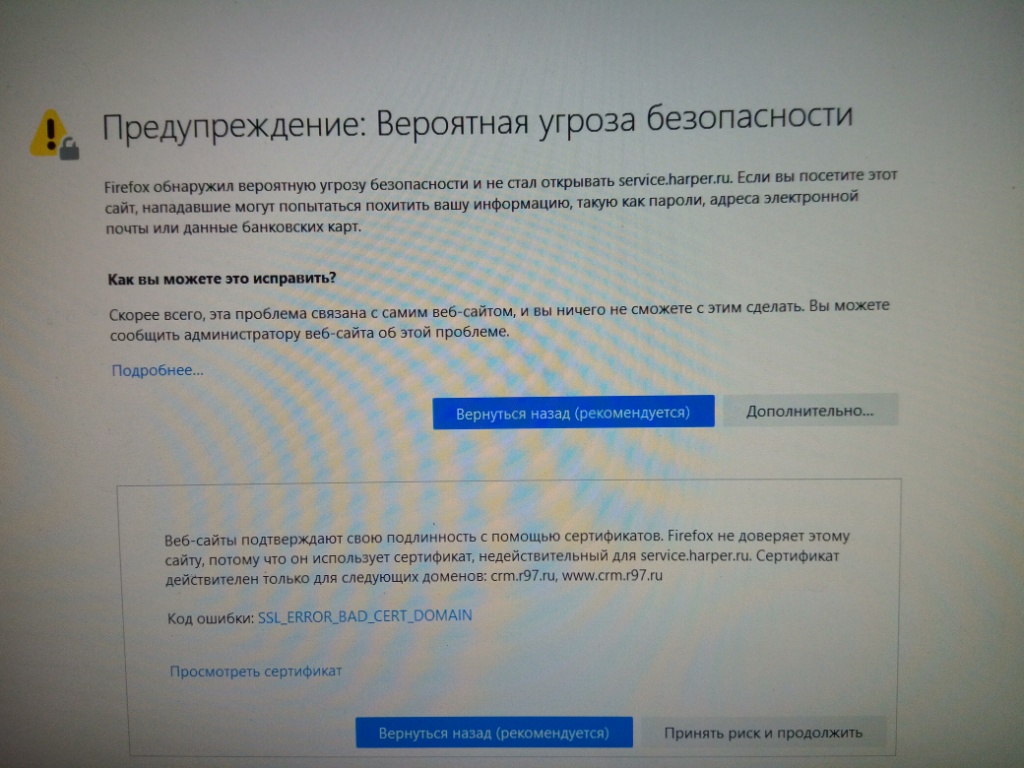 Предупреждение: Вероятная угроза безопасности
Firefox обнаружил вероятную угрозу безопасности и не стал открывать service.harper.ru. Если вы посетите этот
сайт, нападавшие могут попытаться похитить вашу информацию, такую как пароли, адреса электронной
почты или данные банковских карт.
Как вы можете это исправить?
Скорее всего, эта проблема связана с самим веб-сайтом, и вы ничего не сможете с этим сделать. Вы можете
сообщить администратору веб-сайта об этой проблеме.
Подробнее...
Вернуться назад (рекомендуется) Дополнительно...
Веб-сайты подтверждают свою подлинность с помощью сертификатов. Firefox не доверяет этому
сайту, потому что он использует сертификат, недействительный для service.harper.ru. Сертификат
действителен только для следующих доменов: crm.r97.ru, www.crm.r97.ru
Код ошибки: SSL_ERROR_BAD_CERT_DOMAIN
Просмотреть сертификат
Вернуться назад (рекомендуется) Принять риск и продолжить